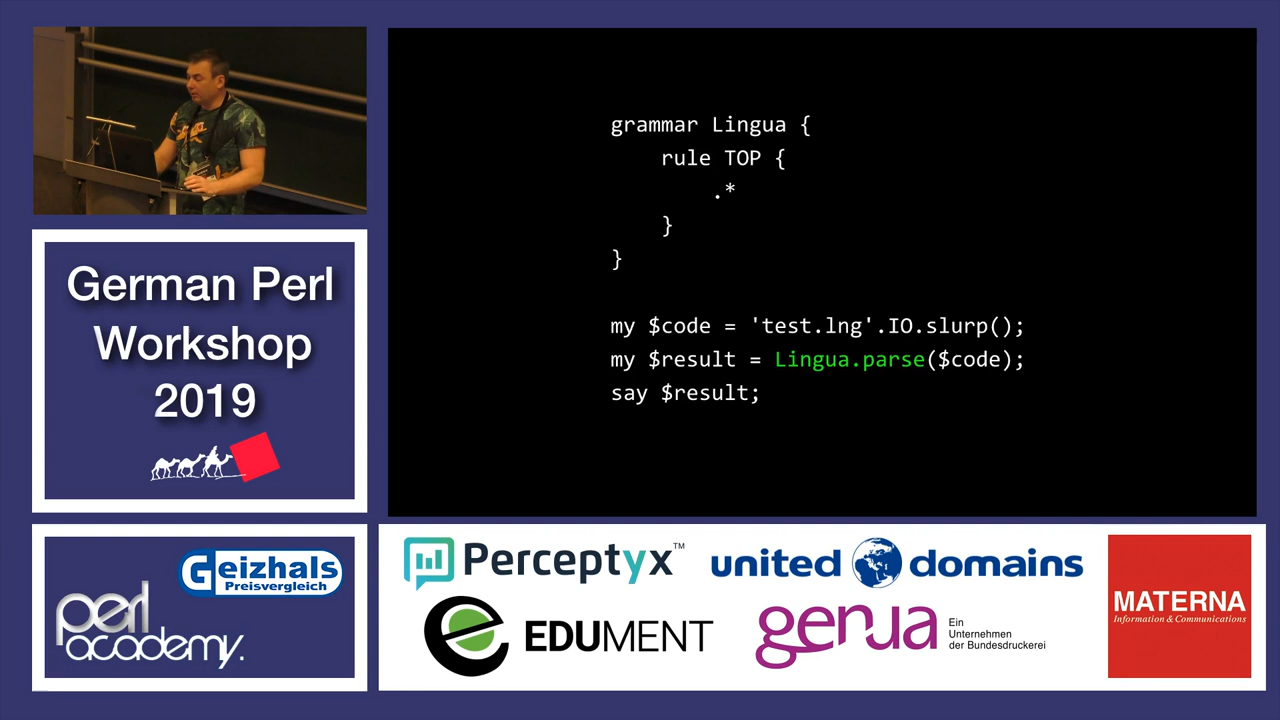 grammar Lingua {
    rule TOP {
        .*
    }
}

my $code = 'test.lng'.IO.slurp();
my $result = Lingua.parse($code);
say $result;
German Perl
Workshop
2019
Geizhals
Preisvergleich
perl
academy.
Perceptyx™
united domains
EDUMENT
genua
Ein
Unternehmen
der Bundesdruckerei
MATERNA
Information & Communications